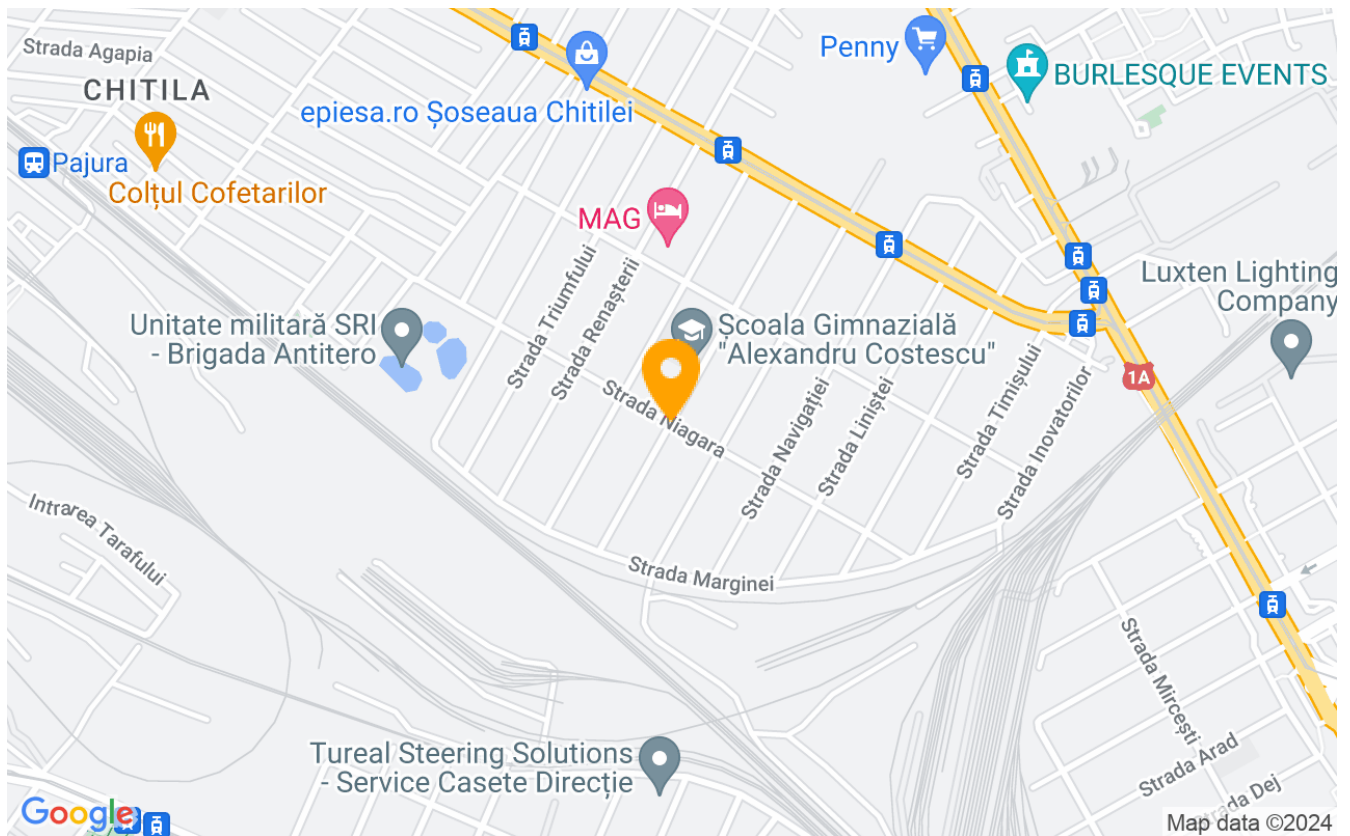 Strada Agapia
CHITILA
Pajura
Colțul Cofetarilor
epiesa.ro Șoseaua Chitilei
Penny
BURLESQUE EVENTS
MAG
Luxten Lighting
Company
Unitate militară SRI
- Brigada Antitero
Strada Triumfului
Strada Renașterii
Școala Gimnazială
"Alexandru Costescu"
1A
Strada Niagara
Strada Navigației
Strada Liniștei
Strada Timișului
Strada Inovatorilor
Intrarea Tarafului
Strada Marginei
Strada Mircești
Tureal Steering Solutions
- Service Casete Direcție
Strada Arad
Strada Dej
Google
Map data ©2024